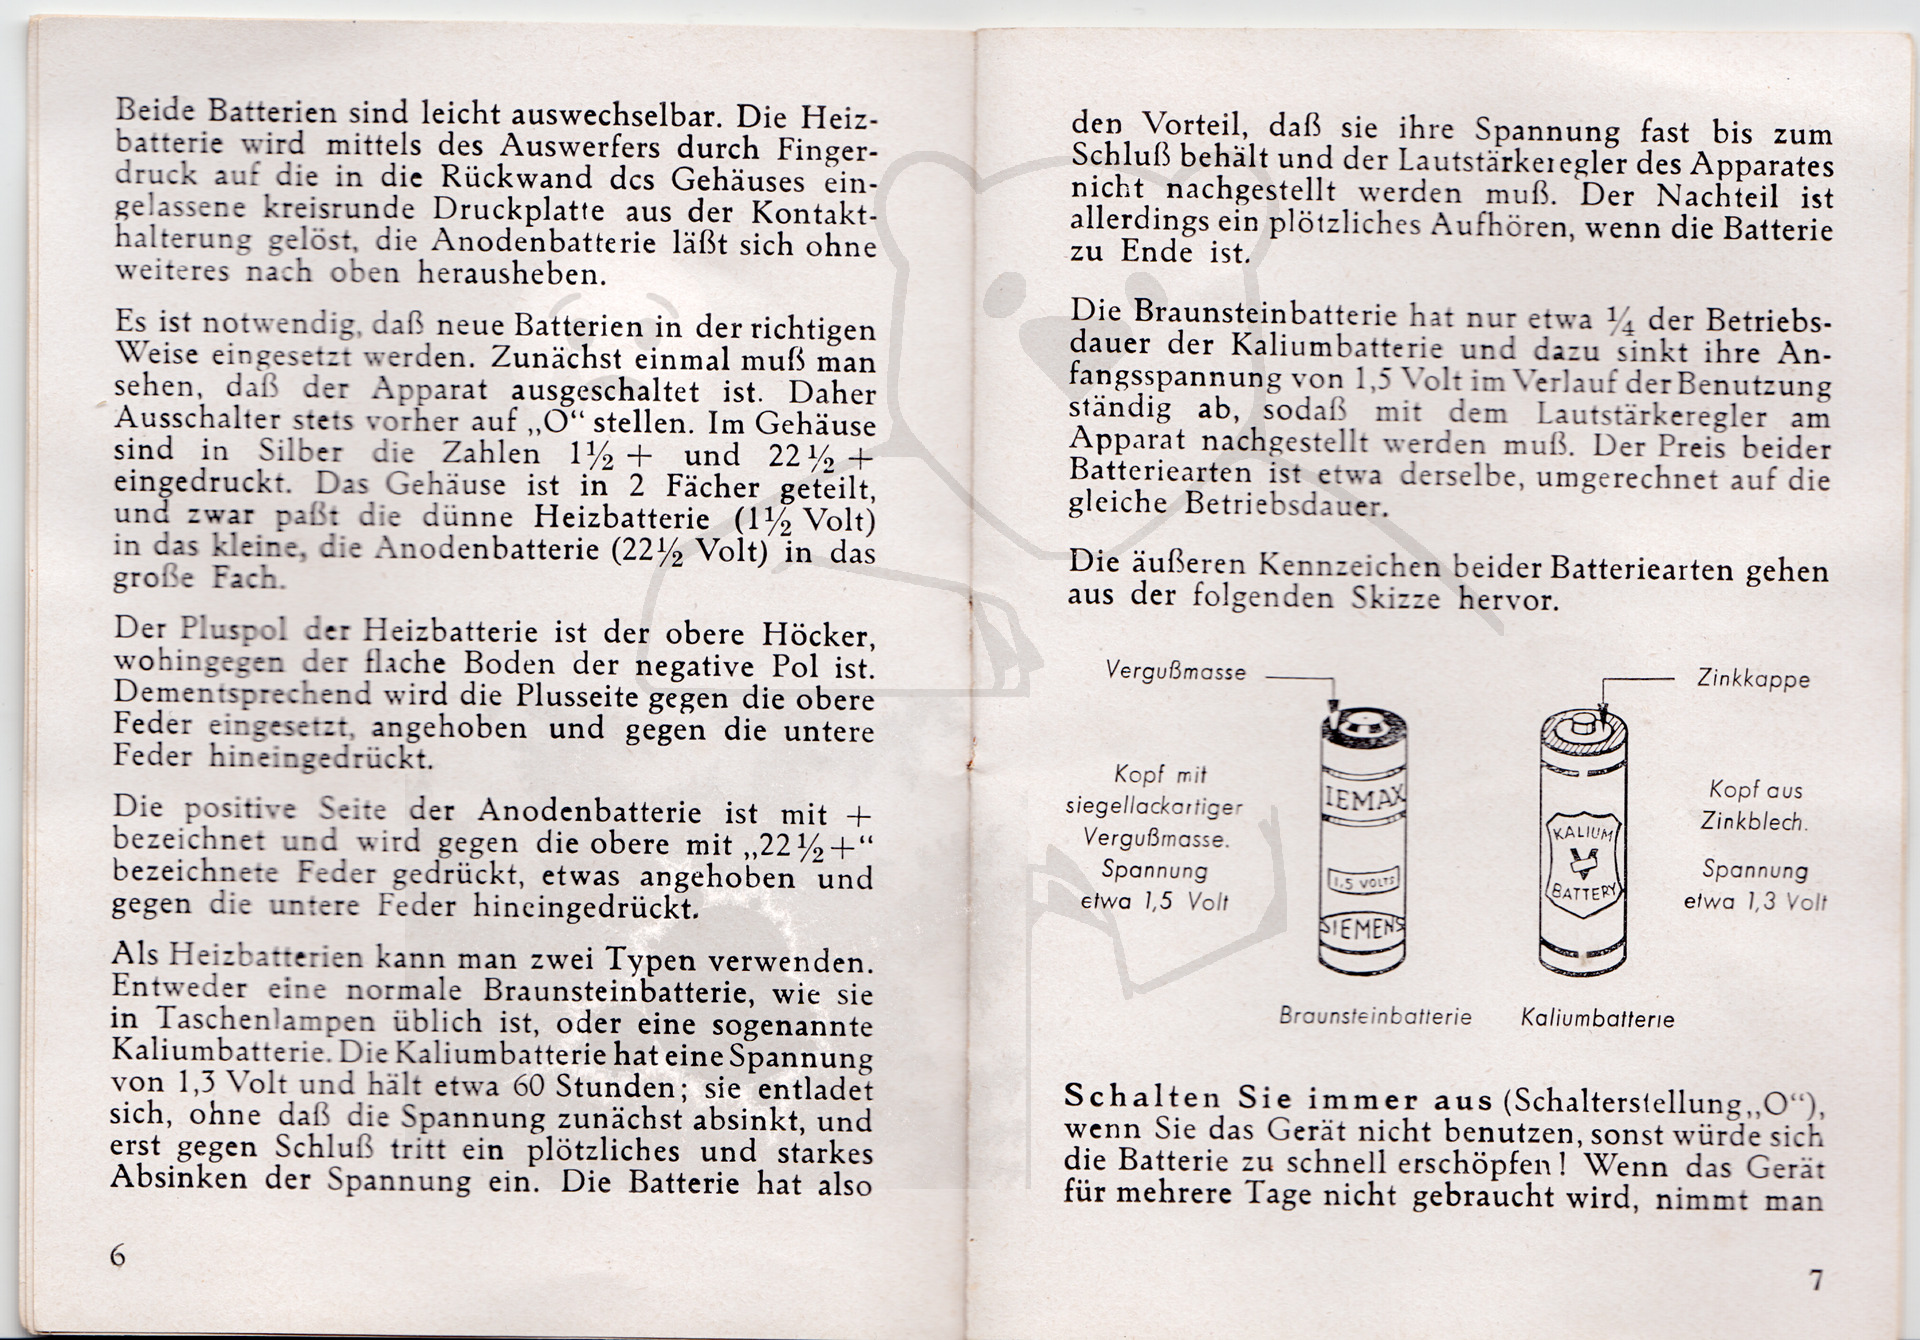 Beide Batterien sind leicht auswechselbar. Die Heiz-
batterie wird mittels des Auswerfers durch Finger-
druck auf die in die Rückwand des Gehäuses ein-
gelassene kreisrunde Druckplatte aus der Kontakt-
halterung gelöst, die Anodenbatterie läßt sich ohne
weiteres nach oben herausheben.
Es ist notwendig, daß neue Batterien in der richtigen
Weise eingesetzt werden. Zunächst einmal muß man
sehen, daß der Apparat ausgeschaltet ist. Daher
Ausschalter stets vorher auf „O“ stellen. Im Gehäuse
sind in Silber die Zahlen 1½ + und 22½ +
eingedruckt. Das Gehäuse ist in 2 Fächer geteilt,
und zwar paßt die dünne Heizbatterie (1½ Volt)
in das kleine, die Anodenbatterie (22½ Volt) in das
große Fach.
Der Pluspol der Heizbatterie ist der obere Höcker,
wohingegen der flache Boden der negative Pol ist.
Dementsprechend wird die Plusseite gegen die obere
Feder eingesetzt, angehoben und gegen die untere
Feder hineingedrückt.
Die positive Seite der Anodenbatterie ist mit +
bezeichnet und wird gegen die obere mit „22½+“
bezeichnete Feder gedrückt, etwas angehoben und
gegen die untere Feder hineingedrückt.
Als Heizbatterien kann man zwei Typen verwenden.
Entweder eine normale Braunsteinbatterie, wie sie
in Taschenlampen üblich ist, oder eine sogenannte
Kaliumbatterie. Die Kaliumbatterie hat eine Spannung
von 1,3 Volt und hält etwa 60 Stunden; sie entladet
sich, ohne daß die Spannung zunächst absinkt, und
erst gegen Schluß tritt ein plötzliches und starkes
Absinken der Spannung ein. Die Batterie hat also
6
den Vorteil, daß sie ihre Spannung fast bis zum
Schluß behält und der Lautstärkeregler des Apparates
nicht nachgestellt werden muß. Der Nachteil ist
allerdings ein plötzliches Aufhören, wenn die Batterie
zu Ende ist.
Die Braunsteinbatterie hat nur etwa ¼ der Betriebs-
dauer der Kaliumbatterie und dazu sinkt ihre An-
fangsspannung von 1,5 Volt im Verlauf der Benutzung
ständig ab, sodaß mit dem Lautstärkeregler am
Apparat nachgestellt werden muß. Der Preis beider
Batteriearten ist etwa derselbe, umgerechnet auf die
gleiche Betriebsdauer.
Die äußeren Kennzeichen beider Batteriearten gehen
aus der folgenden Skizze hervor.
Vergußmasse
Kopf mit
siegellackartiger
Vergußmasse.
Spannung
etwa 1,5 Volt
IEMAX
1,5 VOLTS
SIEMENS
Braunsteinbatterie
Zinkkappe
KALIUM
BATTERY
Kopf aus
Zinkblech.
Spannung
etwa 1,3 Volt
Kaliumbatterie
Schalten Sie immer aus (Schalterstellung „O“),
wenn Sie das Gerät nicht benutzen, sonst würde sich
die Batterie zu schnell erschöpfen! Wenn das Gerät
für mehrere Tage nicht gebraucht wird, nimmt man
7